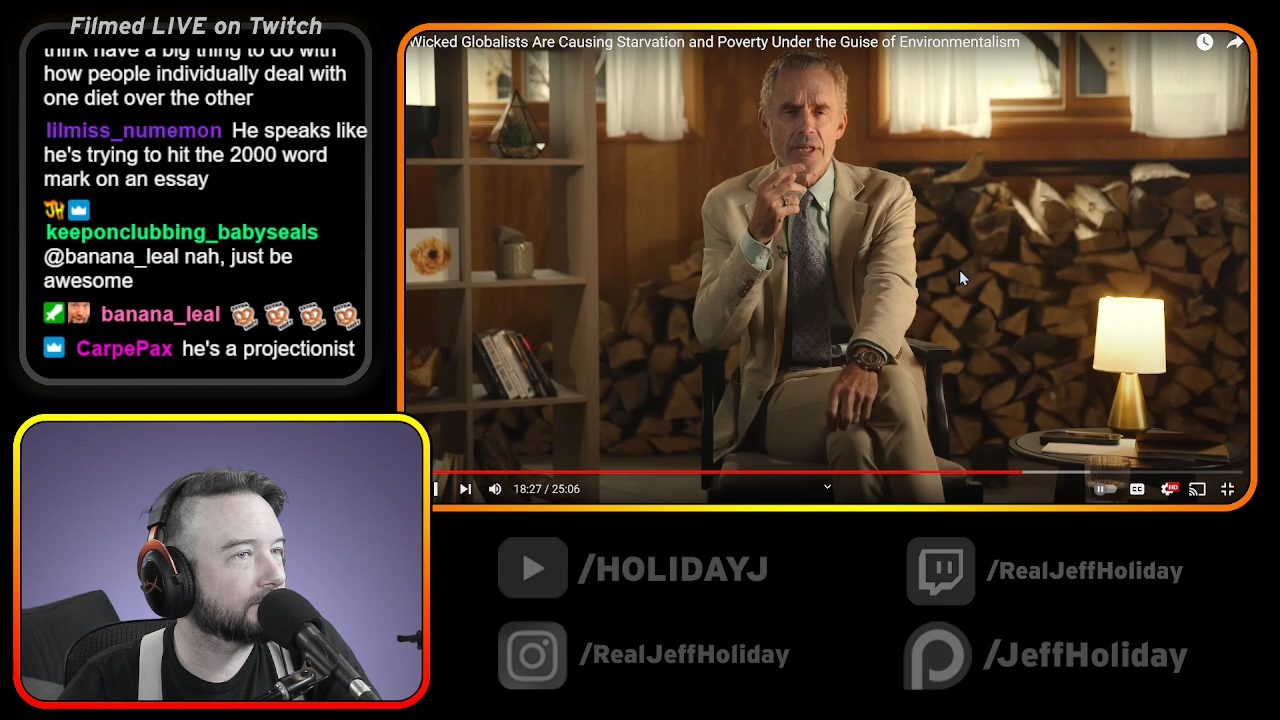 Filmed LIVE on Twitch
think have a big thing to do with
how people individually deal with
one diet over the other
lilmiss_numemon He speaks like
he's trying to hit the 2000 word
mark on an essay
JH
keeponclubbing_babyseals
@banana_leal nah, just be
awesome
banana_leal
CarpePax he's a projectionist
Wicked Globalists Are Causing Starvation and Poverty Under the Guise of Environmentalism
18:27 / 25:06
CC
HD
/HOLIDAYJ
/RealJeffHoliday
/RealJeffHoliday
/JeffHoliday